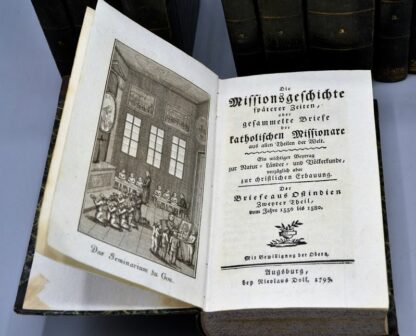 Das Seminarium zu Goa.
Die
Missionsgeschichte
späterer Zeiten,
oder
gesammelte Briefe
der
katholischen Missionare
aus allen Theilen der Welt.
Ein wichtiger Beytrag
zur Natur- Länder- und Völkerkunde,
vorzüglich aber
zur christlichen Erbauung.
Der
Briefe aus Ostindien
Zweyter Theil,
vom Jahre 1556 bis 1580.
Mit Bewilligung der Obern.
Augsburg,
bey Nicolaus Doll, 1795.